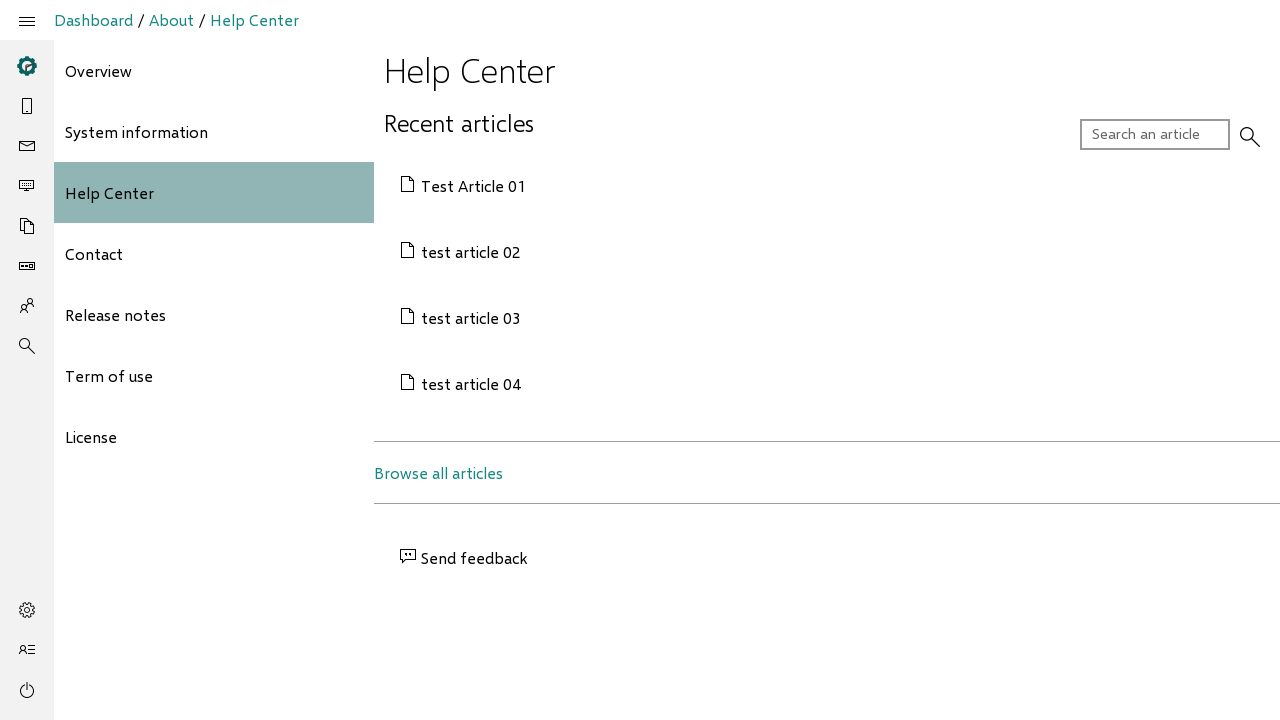 Dashboard / About / Help Center
Overview
System information
Help Center
Contact
Release notes
Term of use
License
Help Center
Recent articles
Search an article
Test Article 01
test article 02
test article 03
test article 04
Browse all articles
Send feedback